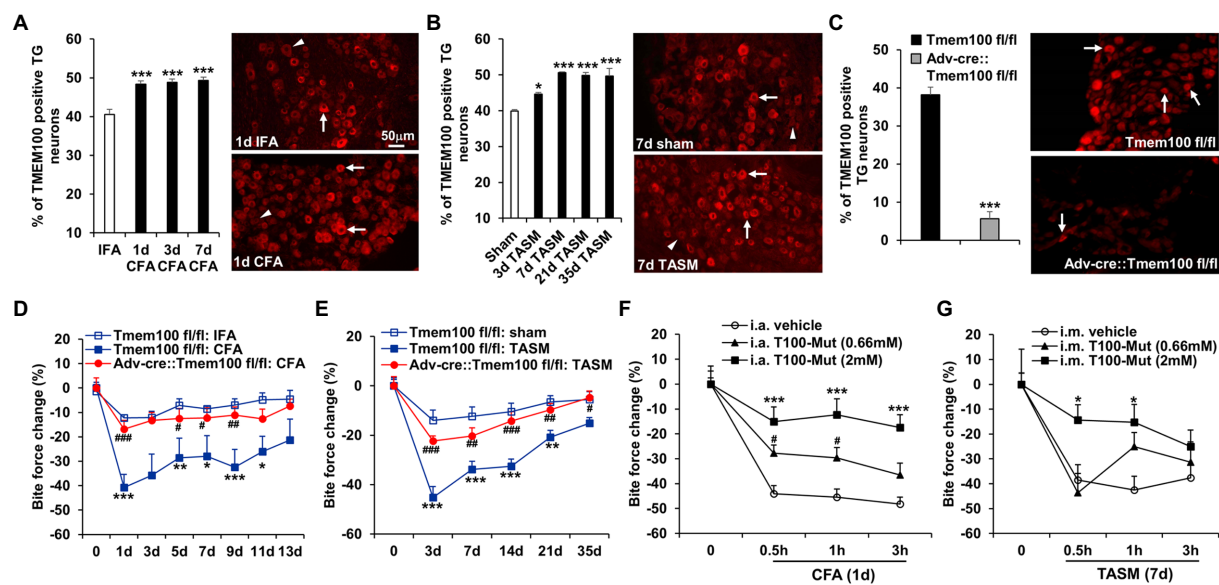 A
% of TMEM100 positive TG
neurons
60
50
40
30
20
10
***
***
***
IFA
1d
CFA
3d
CFA
7d
CFA
1d IFA
50μm
1d CFA
B
% of TMEM100 positive TG
neurons
60
50
40
30
20
10
*
***
***
***
Sham
3d TASM
7d TASM
21d TASM
35d TASM
7d sham
7d TASM
C
Tmem100 fl/fl
Adv-cre::
Tmem100 fl/fl
% of TMEM100 positive
TG neurons
50
40
30
20
10
0
***
Tmem100 fl/fl
Adv-cre::Tmem100 fl/fl
D
Tmem100 fl/fl: IFA
Tmem100 fl/fl: CFA
Adv-cre::Tmem100 fl/fl: CFA
Bite force change (%)
20
10
0
-10
-20
-30
-40
-50
-60
###
#
#
##
***
**
*
***
*
0
1d
3d
5d
7d
9d
11d
13d
E
Tmem100 fl/fl: sham
Tmem100 fl/fl: TASM
Adv-cre::Tmem100 fl/fl: TASM
Bite force change (%)
20
10
0
-10
-20
-30
-40
-50
-60
###
##
###
##
#
***
***
***
**
0
3d
7d
14d
21d
35d
F
i.a. vehicle
i.a. T100-Mut (0.66mM)
i.a. T100-Mut (2mM)
Bite force change (%)
20
10
0
-10
-20
-30
-40
-50
-60
***
***
***
#
#
0
0.5h
1h
3h
CFA (1d)
G
i.m. vehicle
i.m. T100-Mut (0.66mM)
i.m. T100-Mut (2mM)
Bite force change (%)
20
10
0
-10
-20
-30
-40
-50
-60
*
*
0
0.5h
1h
3h
TASM (7d)